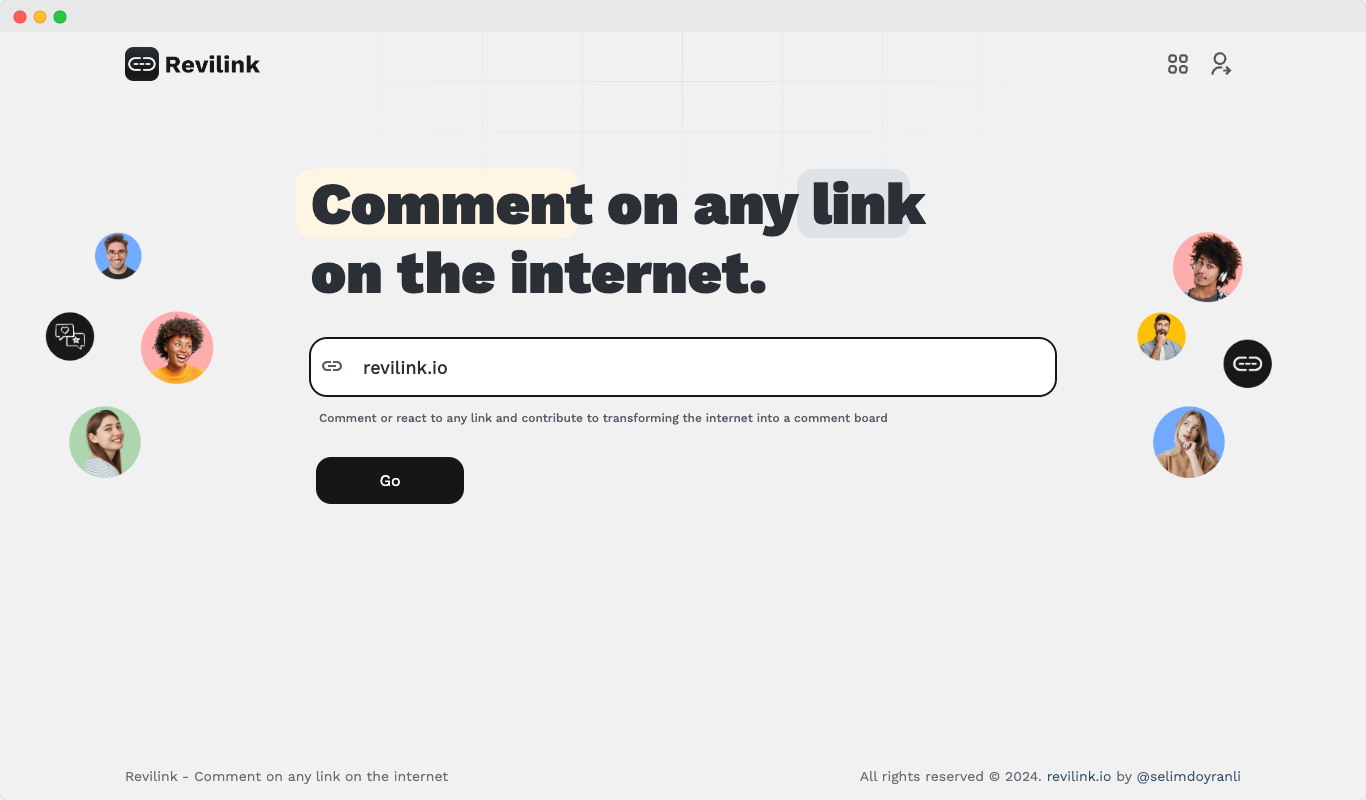 Revilink
Comment on any link
on the internet.
revilink.io
Comment or react to any link and contribute to transforming the internet into a comment board
Go
Revilink - Comment on any link on the internet
All rights reserved © 2024. revilink.io by @selimdoyranli